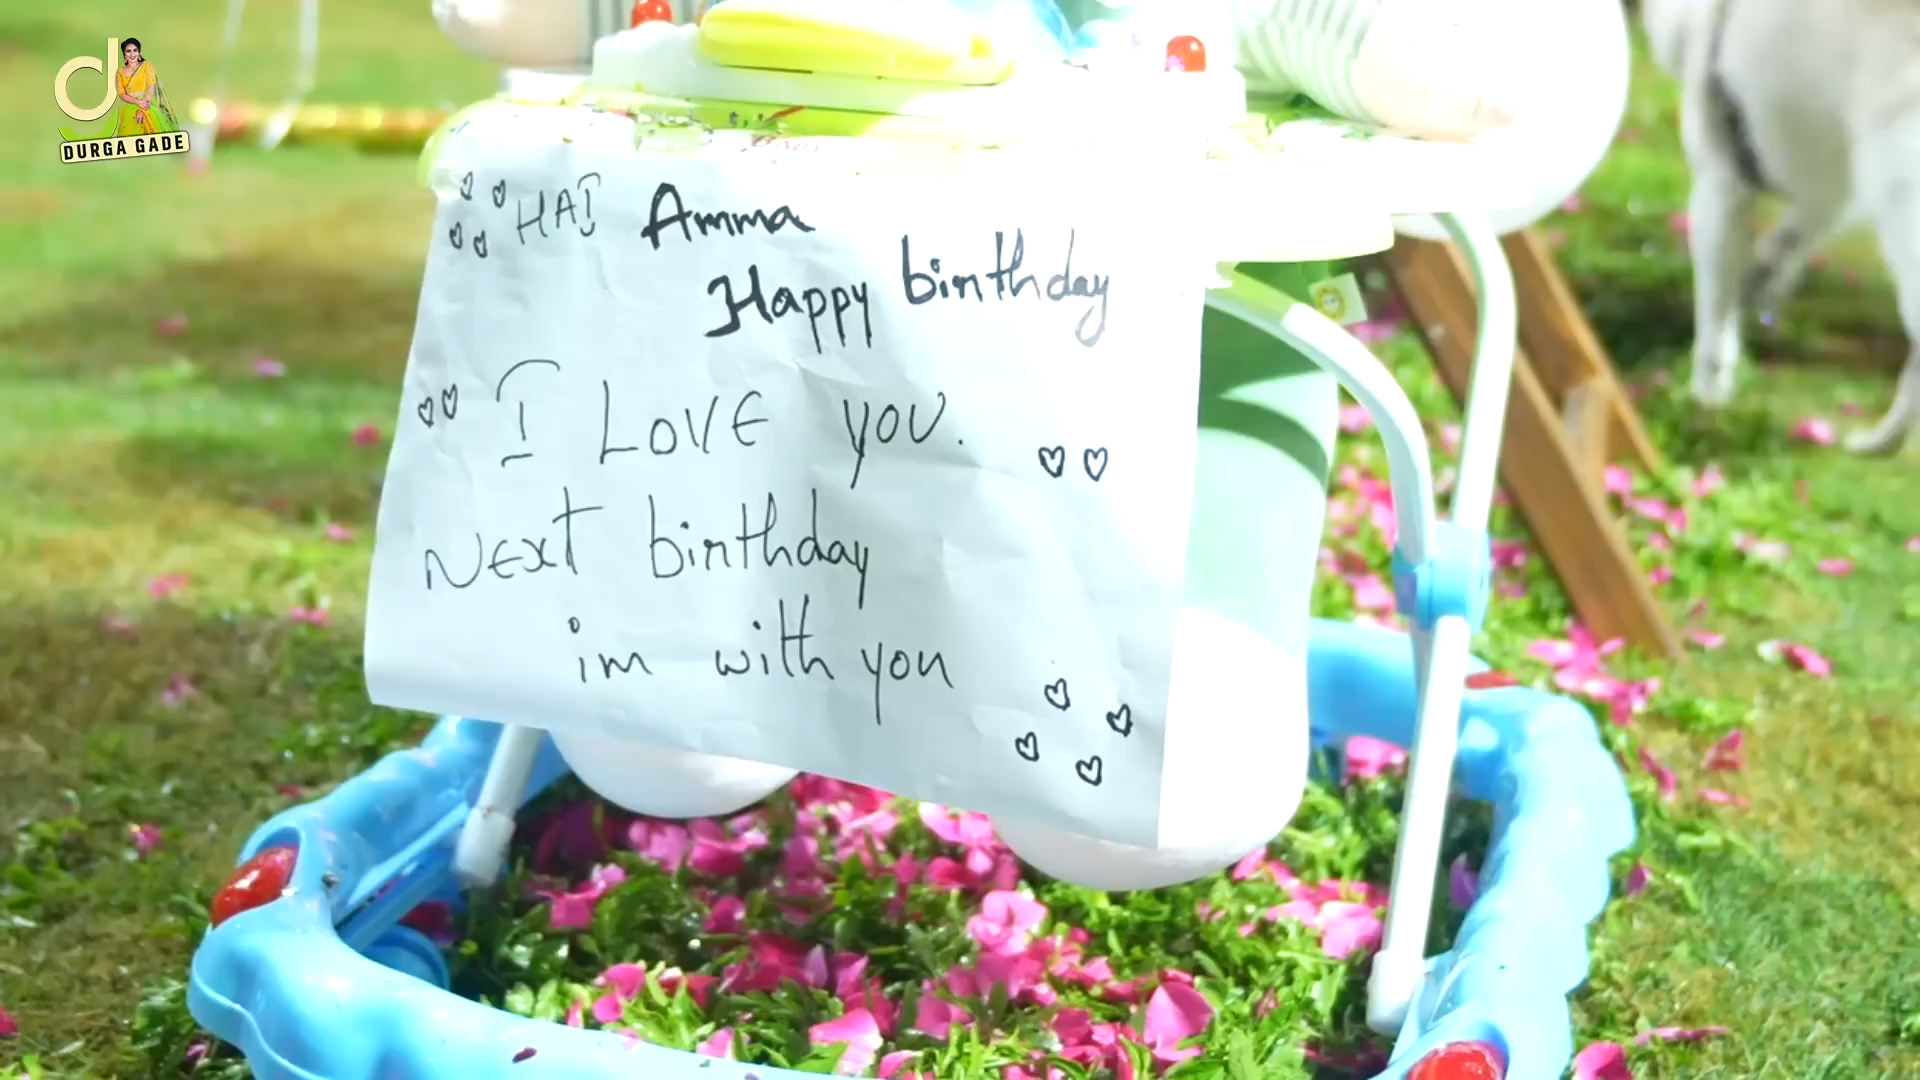 DURGA GADE
HAI Amma
Happy birthday
I LOVE YOU.
NExT birthday
im with you